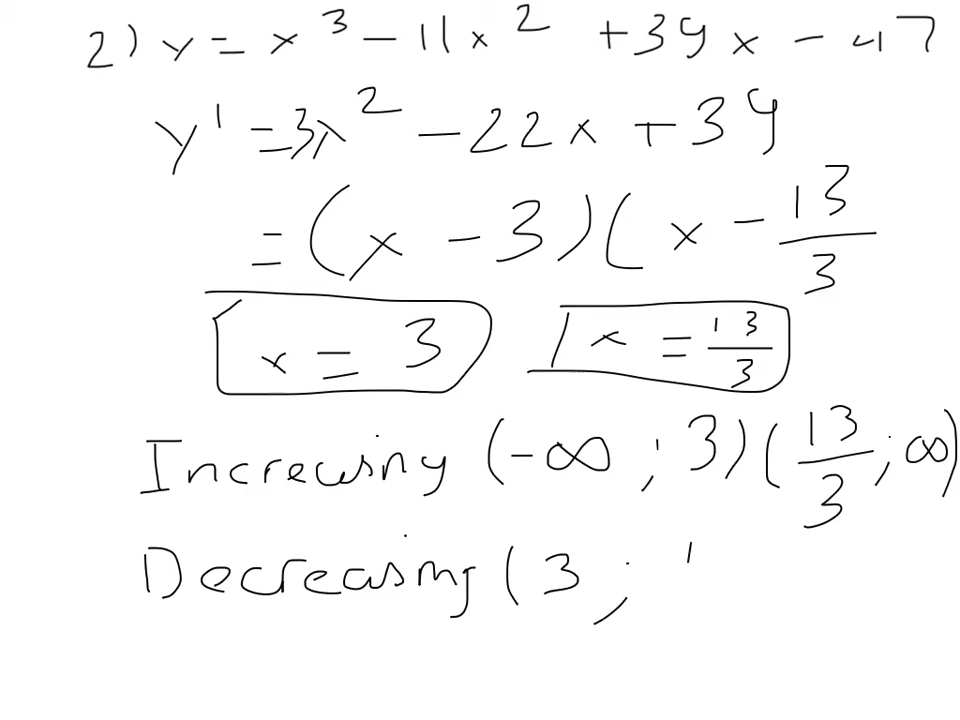 2) y = x³ - 11x² + 39x - 47
y' = 3x² - 22x + 39
= (x - 3)(x - 13/3
x = 3 x = 13/3
Increasing (-∞ ; 3)(13/3 ; ∞)
Decreasing (3 ; 1